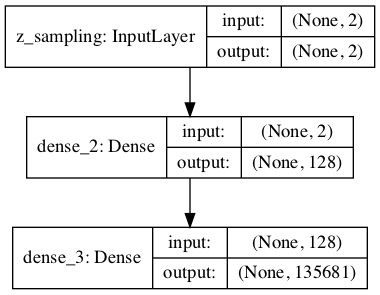 z_sampling: InputLayer
input: (None, 2)
output: (None, 2)
dense_2: Dense
input: (None, 2)
output: (None, 128)
dense_3: Dense
input: (None, 128)
output: (None, 135681)